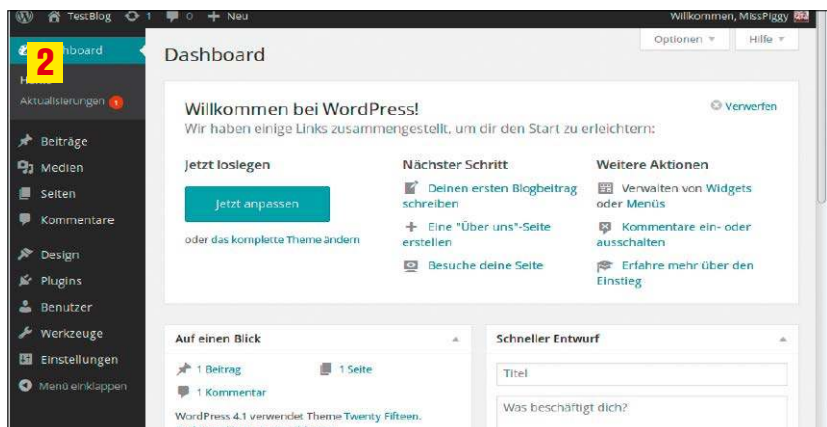 TestBlog 1 0 + Neu Willkommen, MissPiggy
Optionen Hilfe
2
Dashboard
Aktualisierungen 1
Beiträge
Medien
Seiten
Kommentare
Design
Plugins
Benutzer
Werkzeuge
Einstellungen
Menü einklappen
Dashboard
Willkommen bei WordPress!
Verwerfen
Wir haben einige Links zusammengestellt, um dir den Start zu erleichtern:
Jetzt loslegen
Jetzt anpassen
oder das komplette Theme ändern
Nächster Schritt
Deinen ersten Blogbeitrag
schreiben
+ Eine "Über uns"-Seite
erstellen
Besuche deine Seite
Weitere Aktionen
Verwalten von Widgets
oder Menüs
Kommentare ein- oder
ausschalten
Erfahre mehr über den
Einstieg
Auf einen Blick
1 Beitrag 1 Seite
1 Kommentar
WordPress 4.1 verwendet Theme Twenty Fifteen.
Schneller Entwurf
Titel
Was beschäftigt dich?